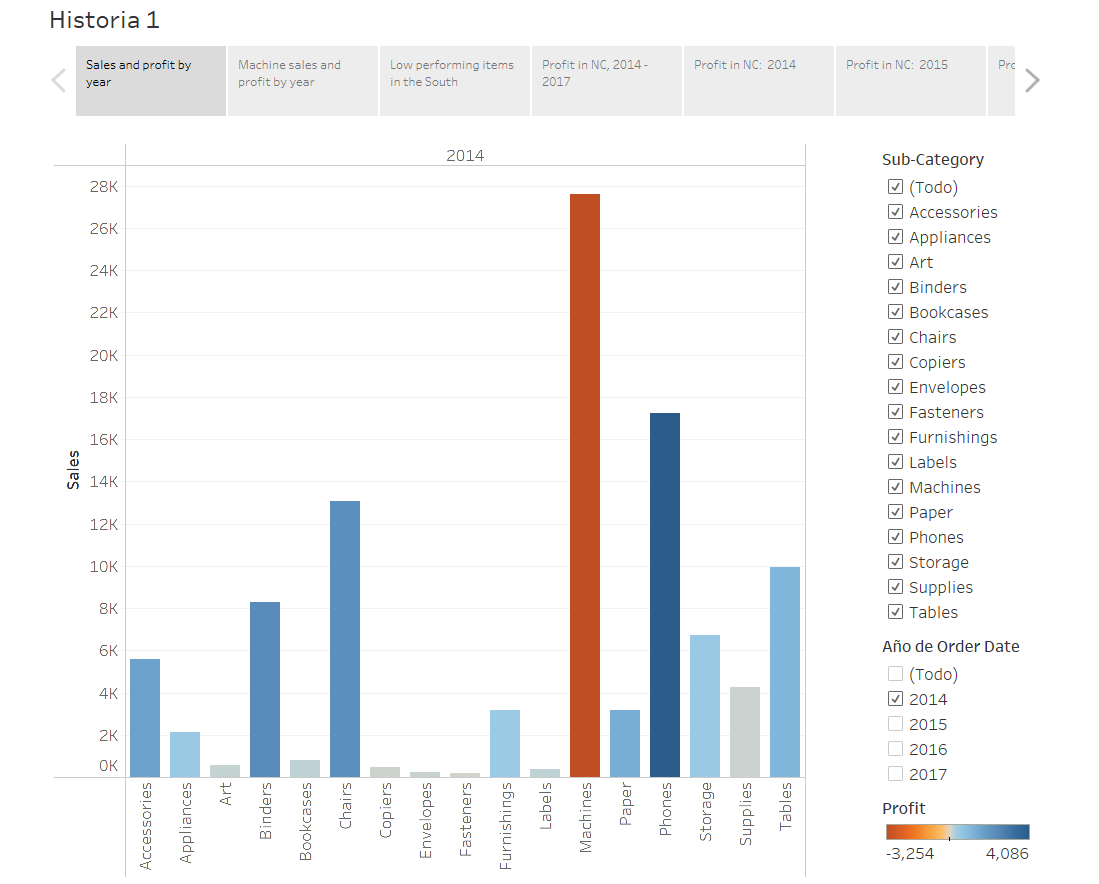 Historia 1
Sales and profit by
year
Machine sales and
profit by year
Low performing items
in the South
Profit in NC, 2014 -
2017
Profit in NC: 2014
Profit in NC: 2015
2014
Sales
28K
26K
24K
22K
20K
18K
16K
14K
12K
10K
8K
6K
4K
2K
0K
Accessories
Appliances
Art
Binders
Bookcases
Chairs
Copiers
Envelopes
Fasteners
Furnishings
Labels
Machines
Paper
Phones
Storage
Supplies
Tables
Sub-Category
(Todo)
Accessories
Appliances
Art
Binders
Bookcases
Chairs
Copiers
Envelopes
Fasteners
Furnishings
Labels
Machines
Paper
Phones
Storage
Supplies
Tables
Año de Order Date
(Todo)
2014
2015
2016
2017
Profit
-3,254 4,086